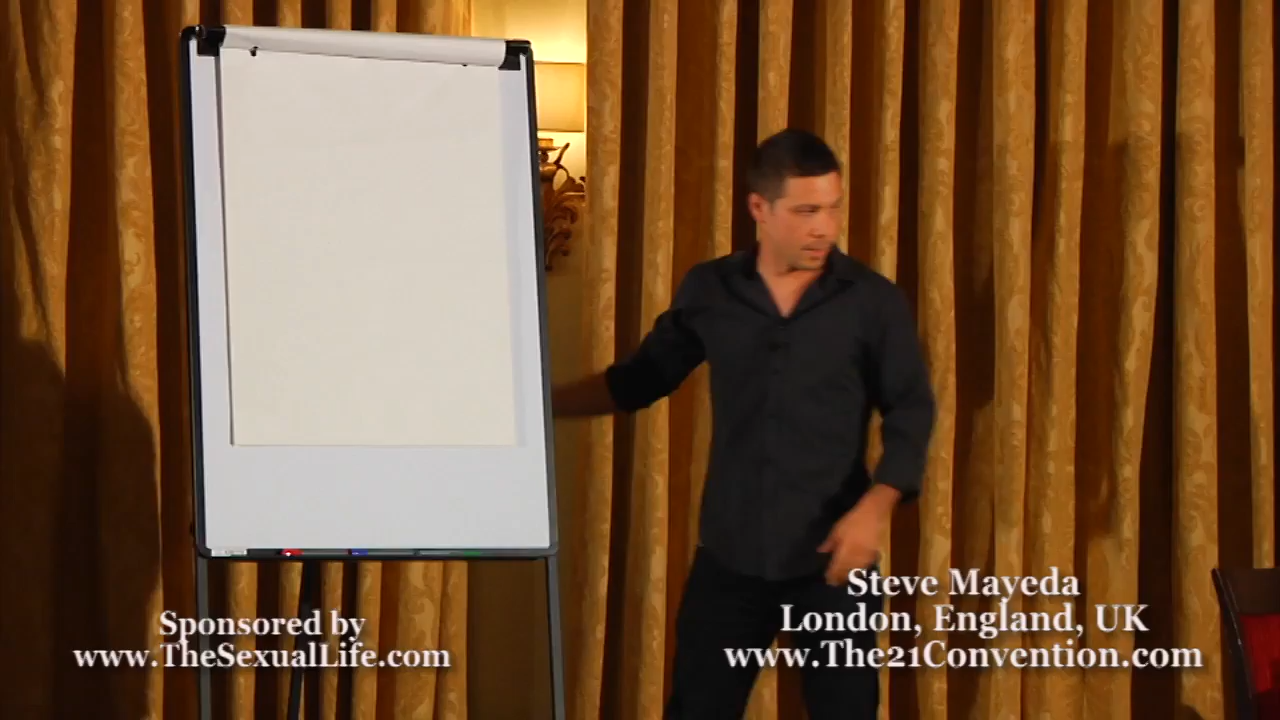 Sponsored by
www.TheSexualLife.com
Steve Mayeda
London, England, UK
www.The21Convention.com